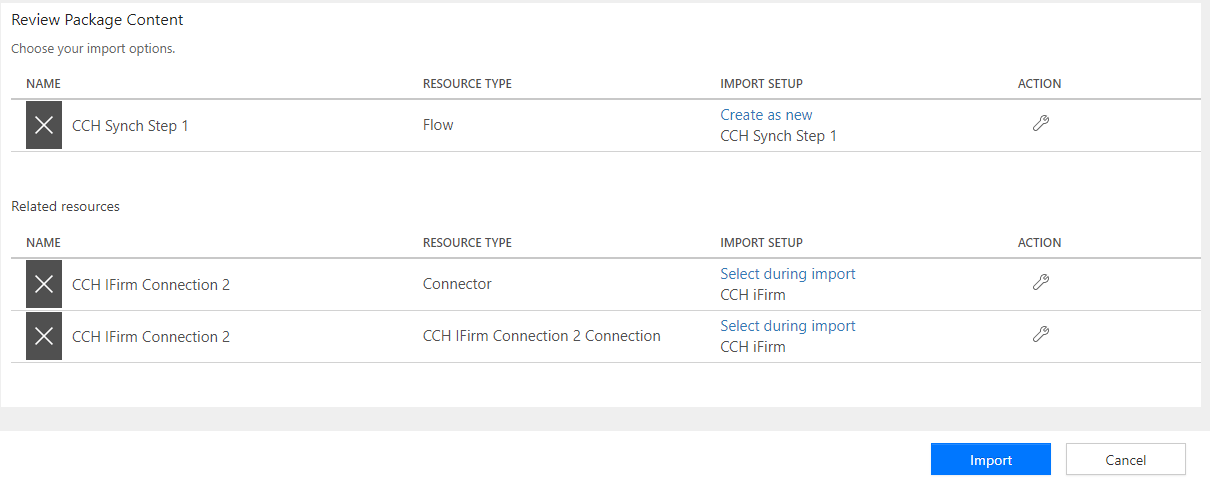 Review Package Content
Choose your import options.
NAME RESOURCE TYPE IMPORT SETUP ACTION
CCH Synch Step 1 Flow Create as new
CCH Synch Step 1
Related resources
NAME RESOURCE TYPE IMPORT SETUP ACTION
CCH IFirm Connection 2 Connector Select during import
CCH iFirm
CCH IFirm Connection 2 CCH IFirm Connection 2 Connection Select during import
CCH iFirm
Import Cancel